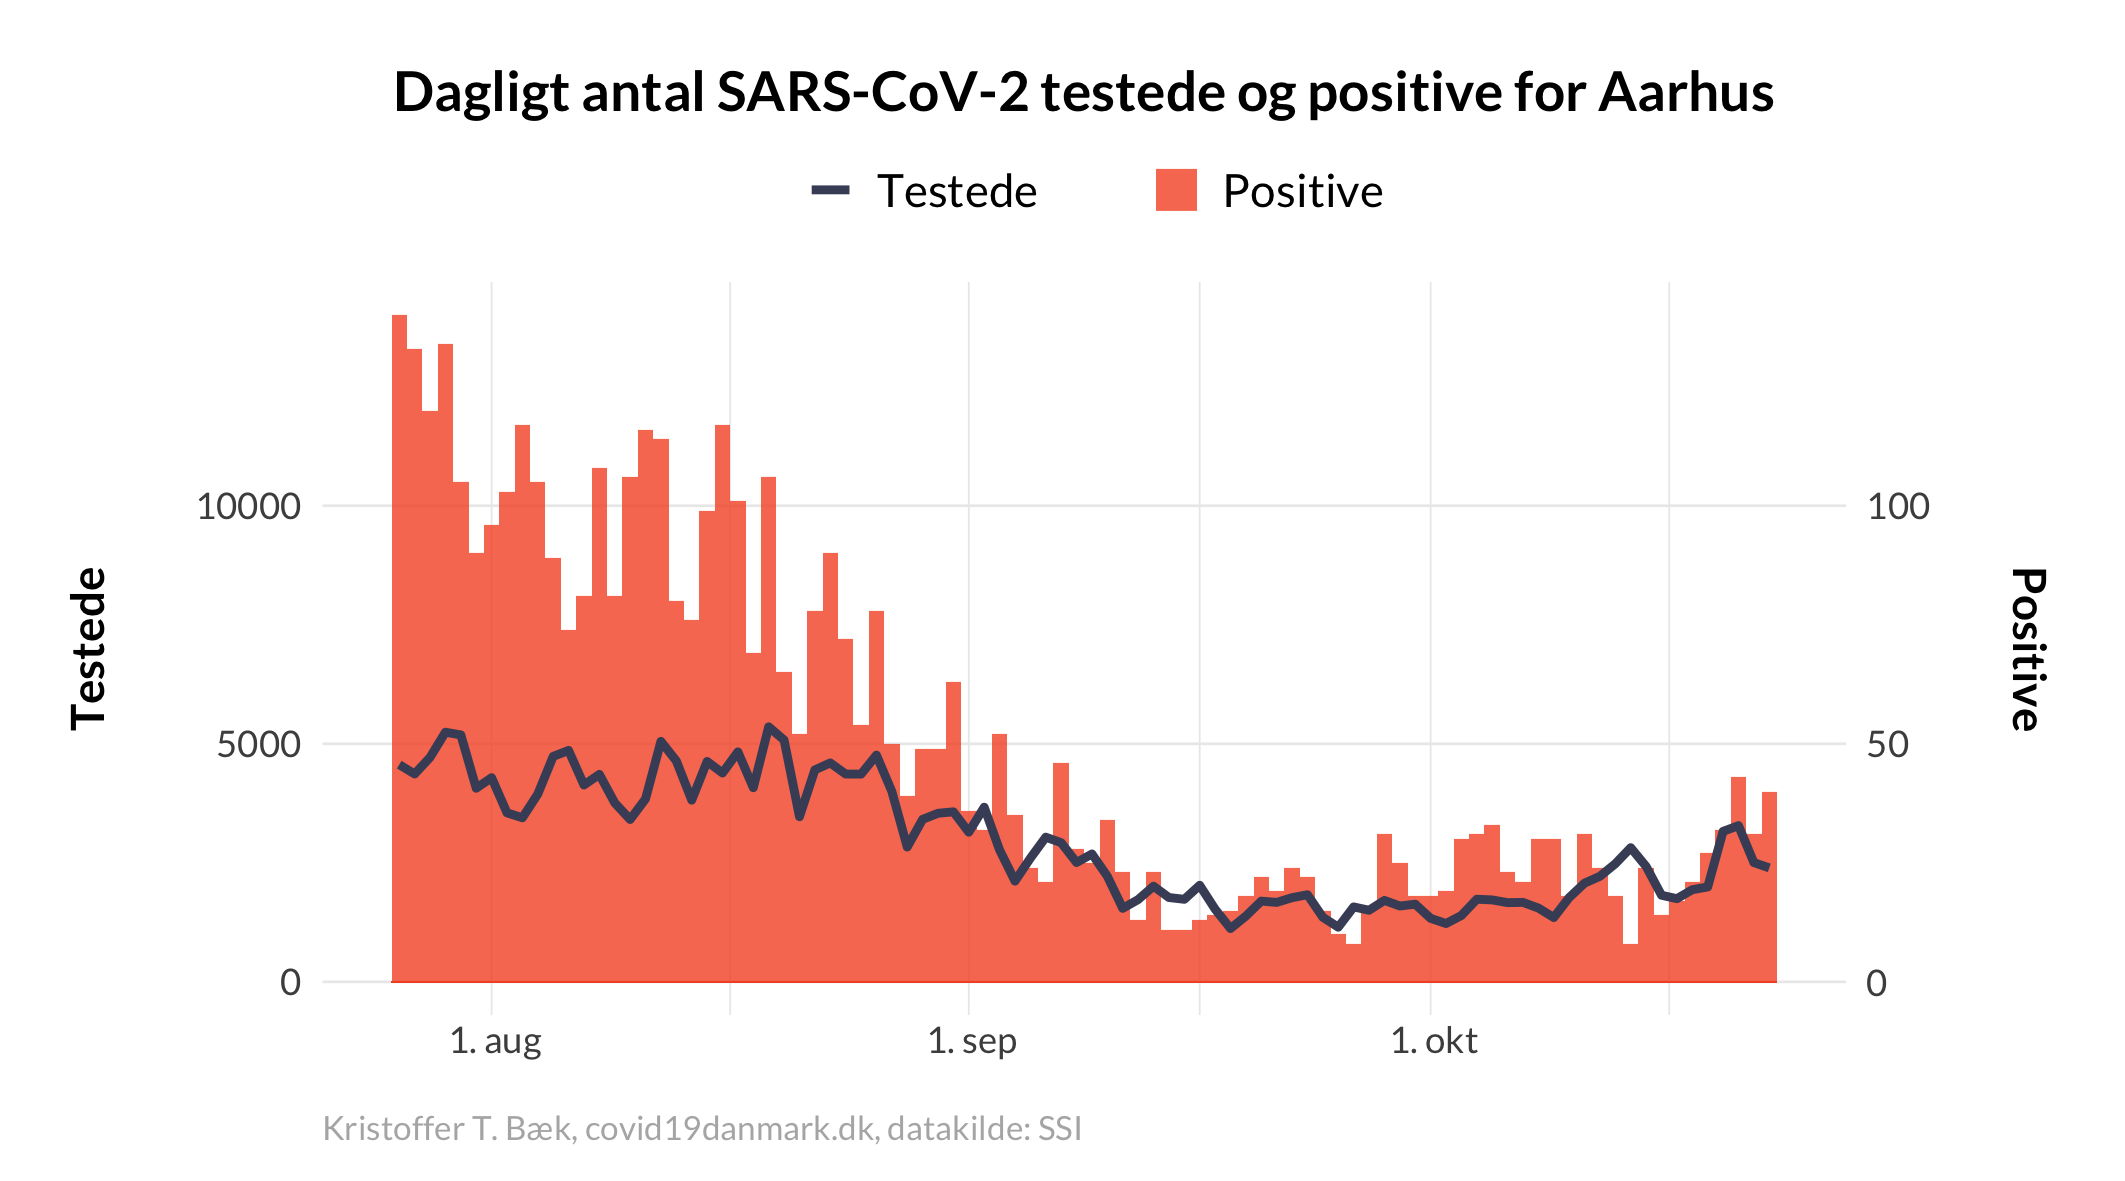 Dagligt antal SARS-CoV-2 testede og positive for Aarhus
Testede
Positive
10000
5000
0
Testede
100
50
0
Positive
1. aug
1. sep
1. okt
Kristoffer T. Bæk, covid19danmark.dk, datakilde: SSI